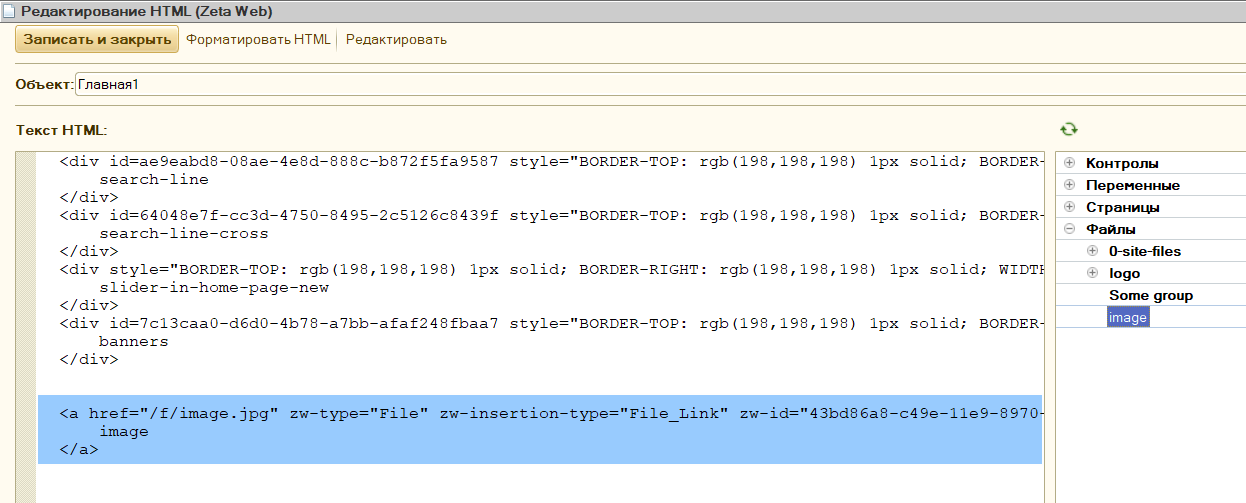 Редактирование HTML (Zeta Web)
Записать и закрыть Форматировать HTML Редактировать
Объект: Главная1
Текст HTML:
<div id=ae9eabd8-08ae-4e8d-888c-b872f5fa9587 style="BORDER-TOP: rgb(198,198,198) 1px solid; BORDER-
search-line
</div>
<div id=64048e7f-cc3d-4750-8495-2c5126c8439f style="BORDER-TOP: rgb(198,198,198) 1px solid; BORDER-
search-line-cross
</div>
<div style="BORDER-TOP: rgb(198,198,198) 1px solid; BORDER-RIGHT: rgb(198,198,198) 1px solid; WIDTH
slider-in-home-page-new
</div>
<div id=7c13caa0-d6d0-4b78-a7bb-afaf248fbaa7 style="BORDER-TOP: rgb(198,198,198) 1px solid; BORDER-
banners
</div>
<a href="/f/image.jpg" zw-type="File" zw-insertion-type="File_Link" zw-id="43bd86a8-c49e-11e9-8970-
image
</a>
Контролы
Переменные
Страницы
Файлы
0-site-files
logo
Some group
image